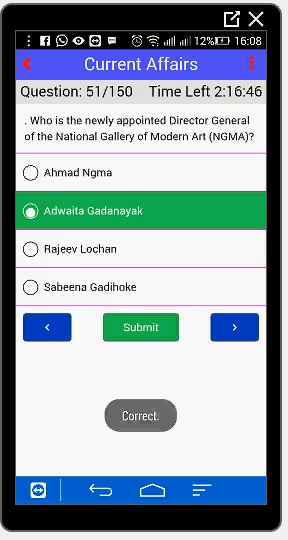 12% 16:08
Current Affairs
Question: 51/150 Time Left 2:16:46
. Who is the newly appointed Director General
of the National Gallery of Modern Art (NGMA)?
Ahmad Ngma
Adwaita Gadanayak
Rajeev Lochan
Sabeena Gadihoke
< Submit >
Correct.